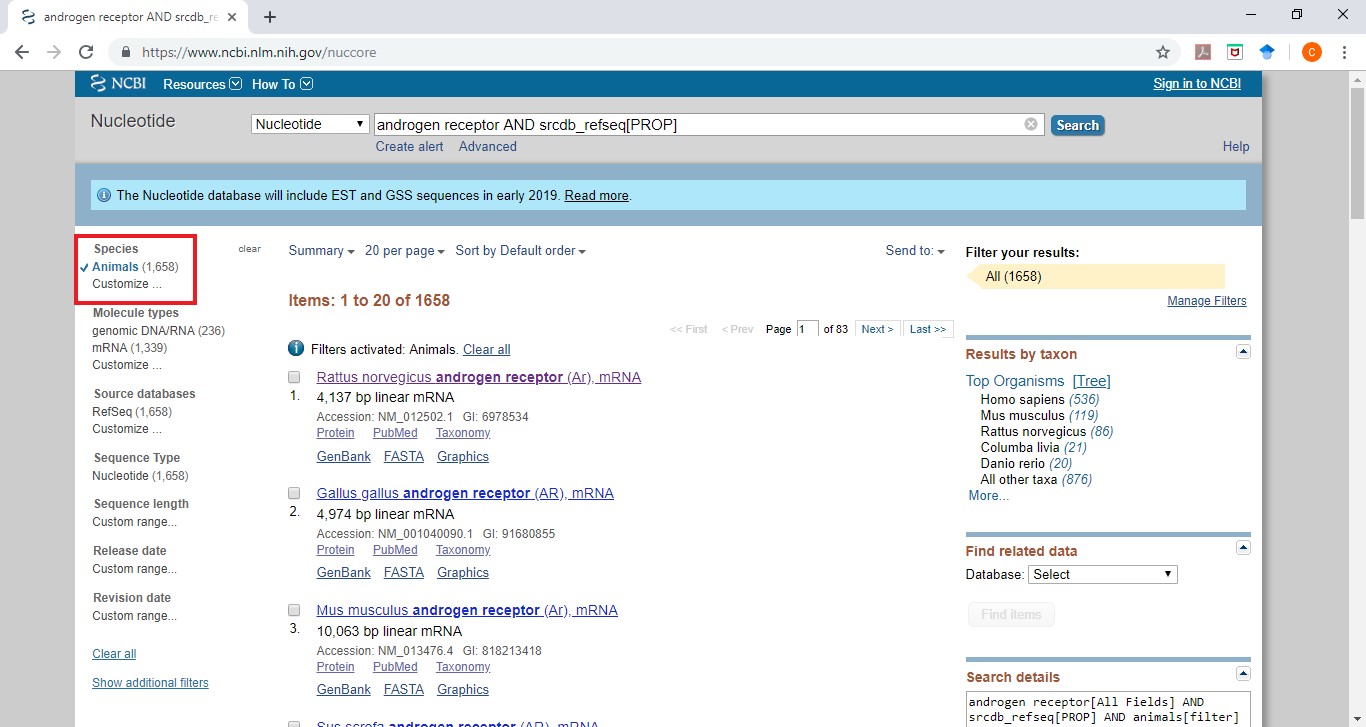 androgen receptor AND srcdb_re
https://www.ncbi.nlm.nih.gov/nuccore
C
NCBI Resources How To Sign in to NCBI
Nucleotide Nucleotide androgen receptor AND srcdb_refseq[PROP] Search
Create alert Advanced Help
The Nucleotide database will include EST and GSS sequences in early 2019. Read more.
Species clear
Animals (1,658)
Customize ...
Molecule types
genomic DNA/RNA (236)
mRNA (1,339)
Customize ...
Source databases
RefSeq (1,658)
Customize ...
Sequence Type
Nucleotide (1,658)
Sequence length
Custom range...
Release date
Custom range...
Revision date
Custom range...
Clear all
Show additional filters
Summary 20 per page Sort by Default order Send to:
Items: 1 to 20 of 1658
<< First < Prev Page 1 of 83 Next > Last >>
Filters activated: Animals. Clear all
Rattus norvegicus androgen receptor (Ar), mRNA
1. 4,137 bp linear mRNA
Accession: NM_012502.1 GI: 6978534
Protein PubMed Taxonomy
GenBank FASTA Graphics
Gallus gallus androgen receptor (AR), mRNA
2. 4,974 bp linear mRNA
Accession: NM_001040090.1 GI: 91680855
Protein PubMed Taxonomy
GenBank FASTA Graphics
Mus musculus androgen receptor (Ar), mRNA
3. 10,063 bp linear mRNA
Accession: NM_013476.4 GI: 818213418
Protein PubMed Taxonomy
GenBank FASTA Graphics
Sus scrofa androgen receptor (AR), mRNA
Filter your results:
All (1658)
Manage Filters
Results by taxon
Top Organisms [Tree]
Homo sapiens (536)
Mus musculus (119)
Rattus norvegicus (86)
Columba livia (21)
Danio rerio (20)
All other taxa (876)
More...
Find related data
Database: Select
Find items
Search details
androgen receptor[All Fields] AND
srcdb_refseq[PROP] AND animals[filter]